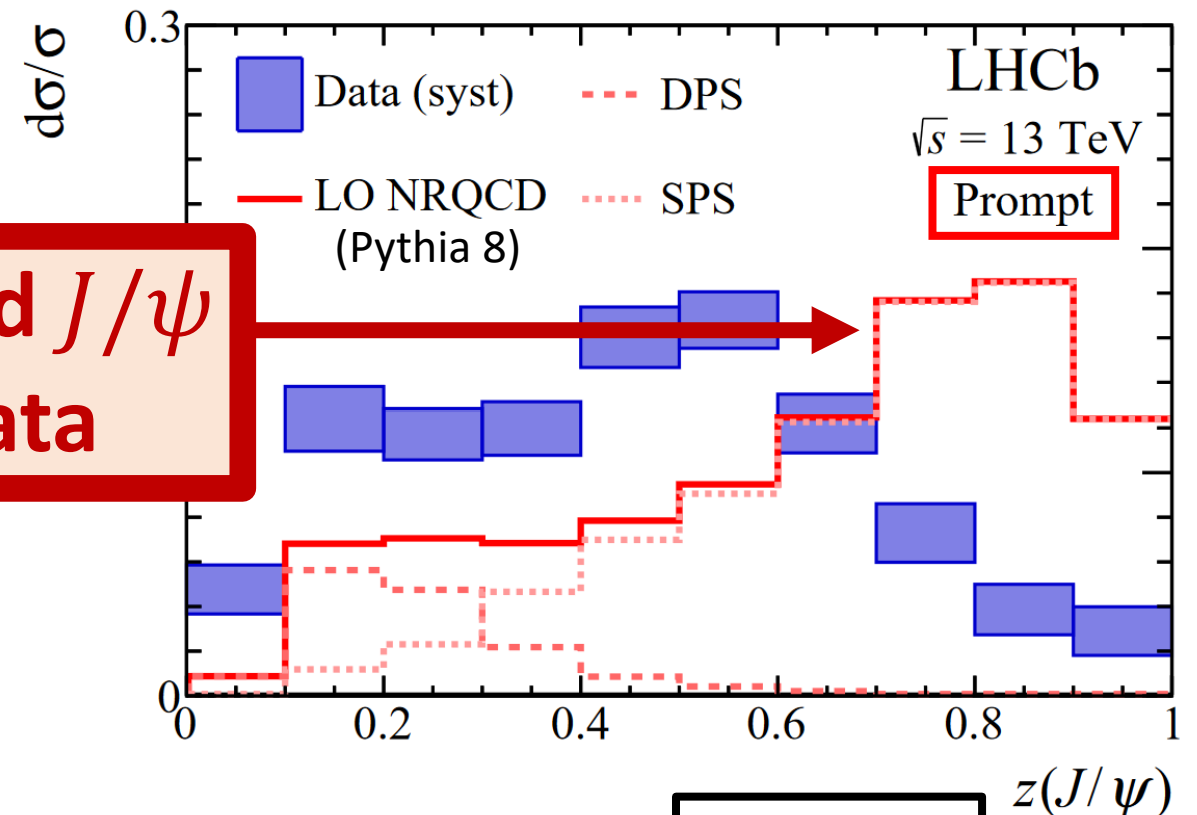 dσ/σ
0.3
Data (syst)
DPS
LHCb
√s = 13 TeV
LO NRQCD
SPS
Prompt
(Pythia 8)
J/ψ
0
0
0.2
0.4
0.6
0.8
1
z(J/ψ)